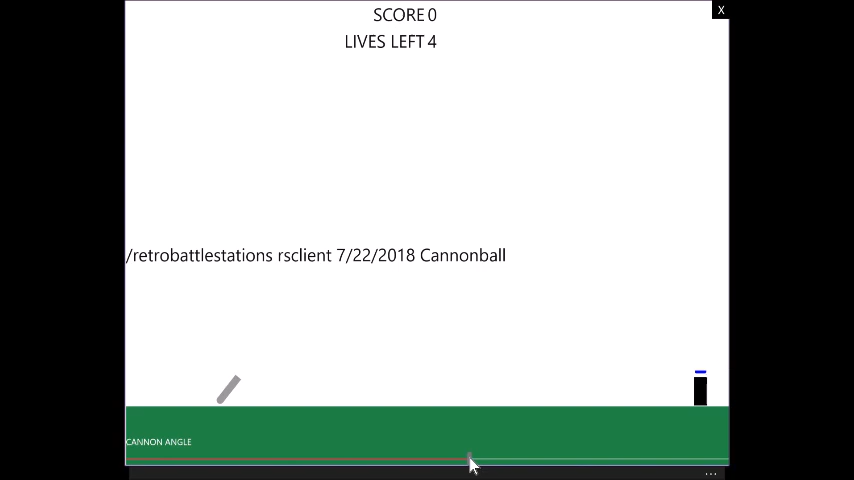 X
SCORE 0
LIVES LEFT 4
/retrobattlestations rsclient 7/22/2018 Cannonball
CANNON ANGLE
...